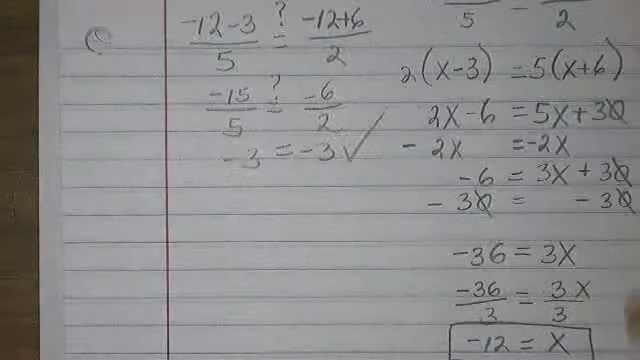 (-12-3)/5 ?= (-12+6)/2
-15/5 ?= -6/2
-3 = -3 ✓
5 - 2
2(x-3) = 5(x+6)
2x-6 = 5x+30
- 2x = -2x
-6 = 3x + 30
- 30 = - 30
-36 = 3x
-36/3 = 3x/3
-12 = x